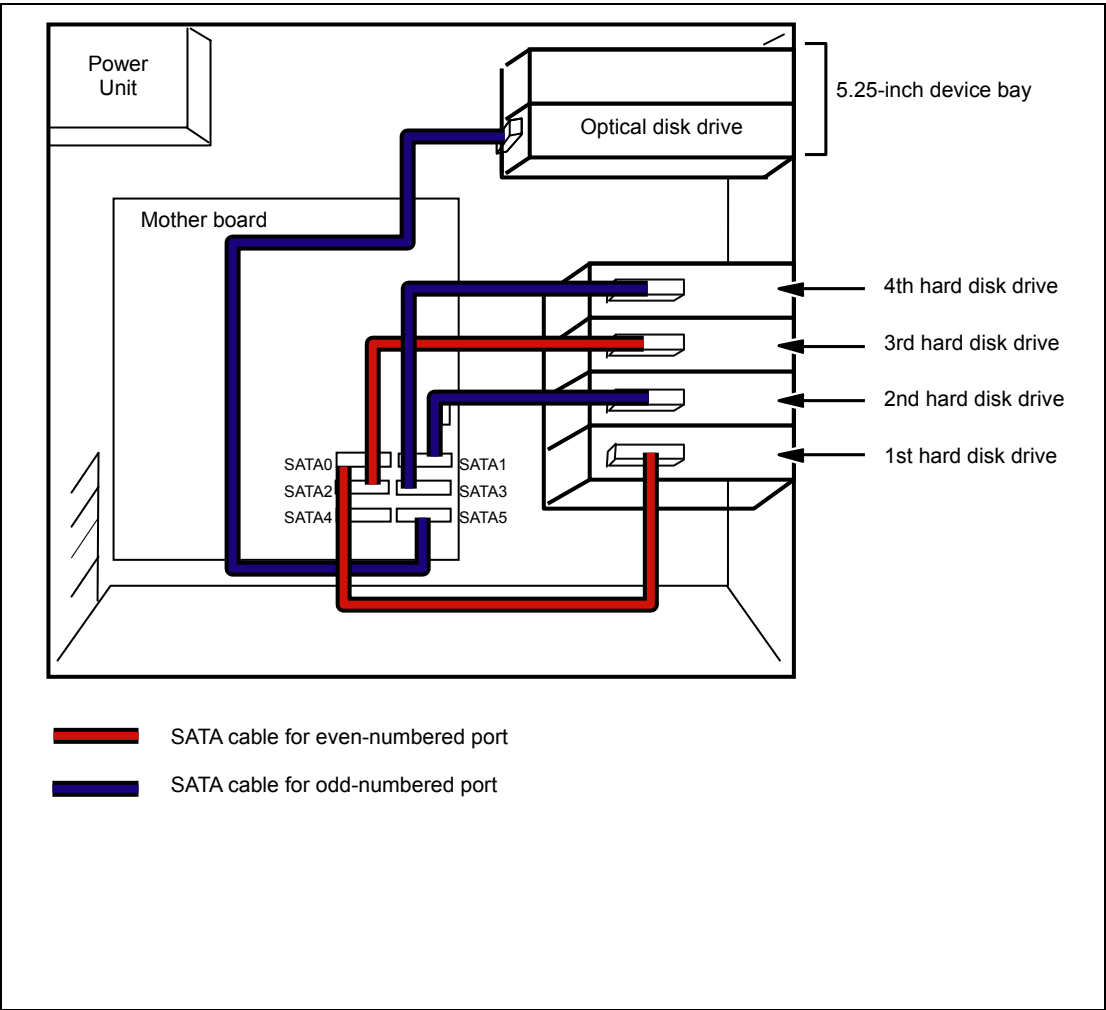 Power
Unit
5.25-inch device bay
Optical disk drive
Mother board
4th hard disk drive
3rd hard disk drive
2nd hard disk drive
1st hard disk drive
SATA0
SATA1
SATA2
SATA3
SATA4
SATA5
SATA cable for even-numbered port
SATA cable for odd-numbered port